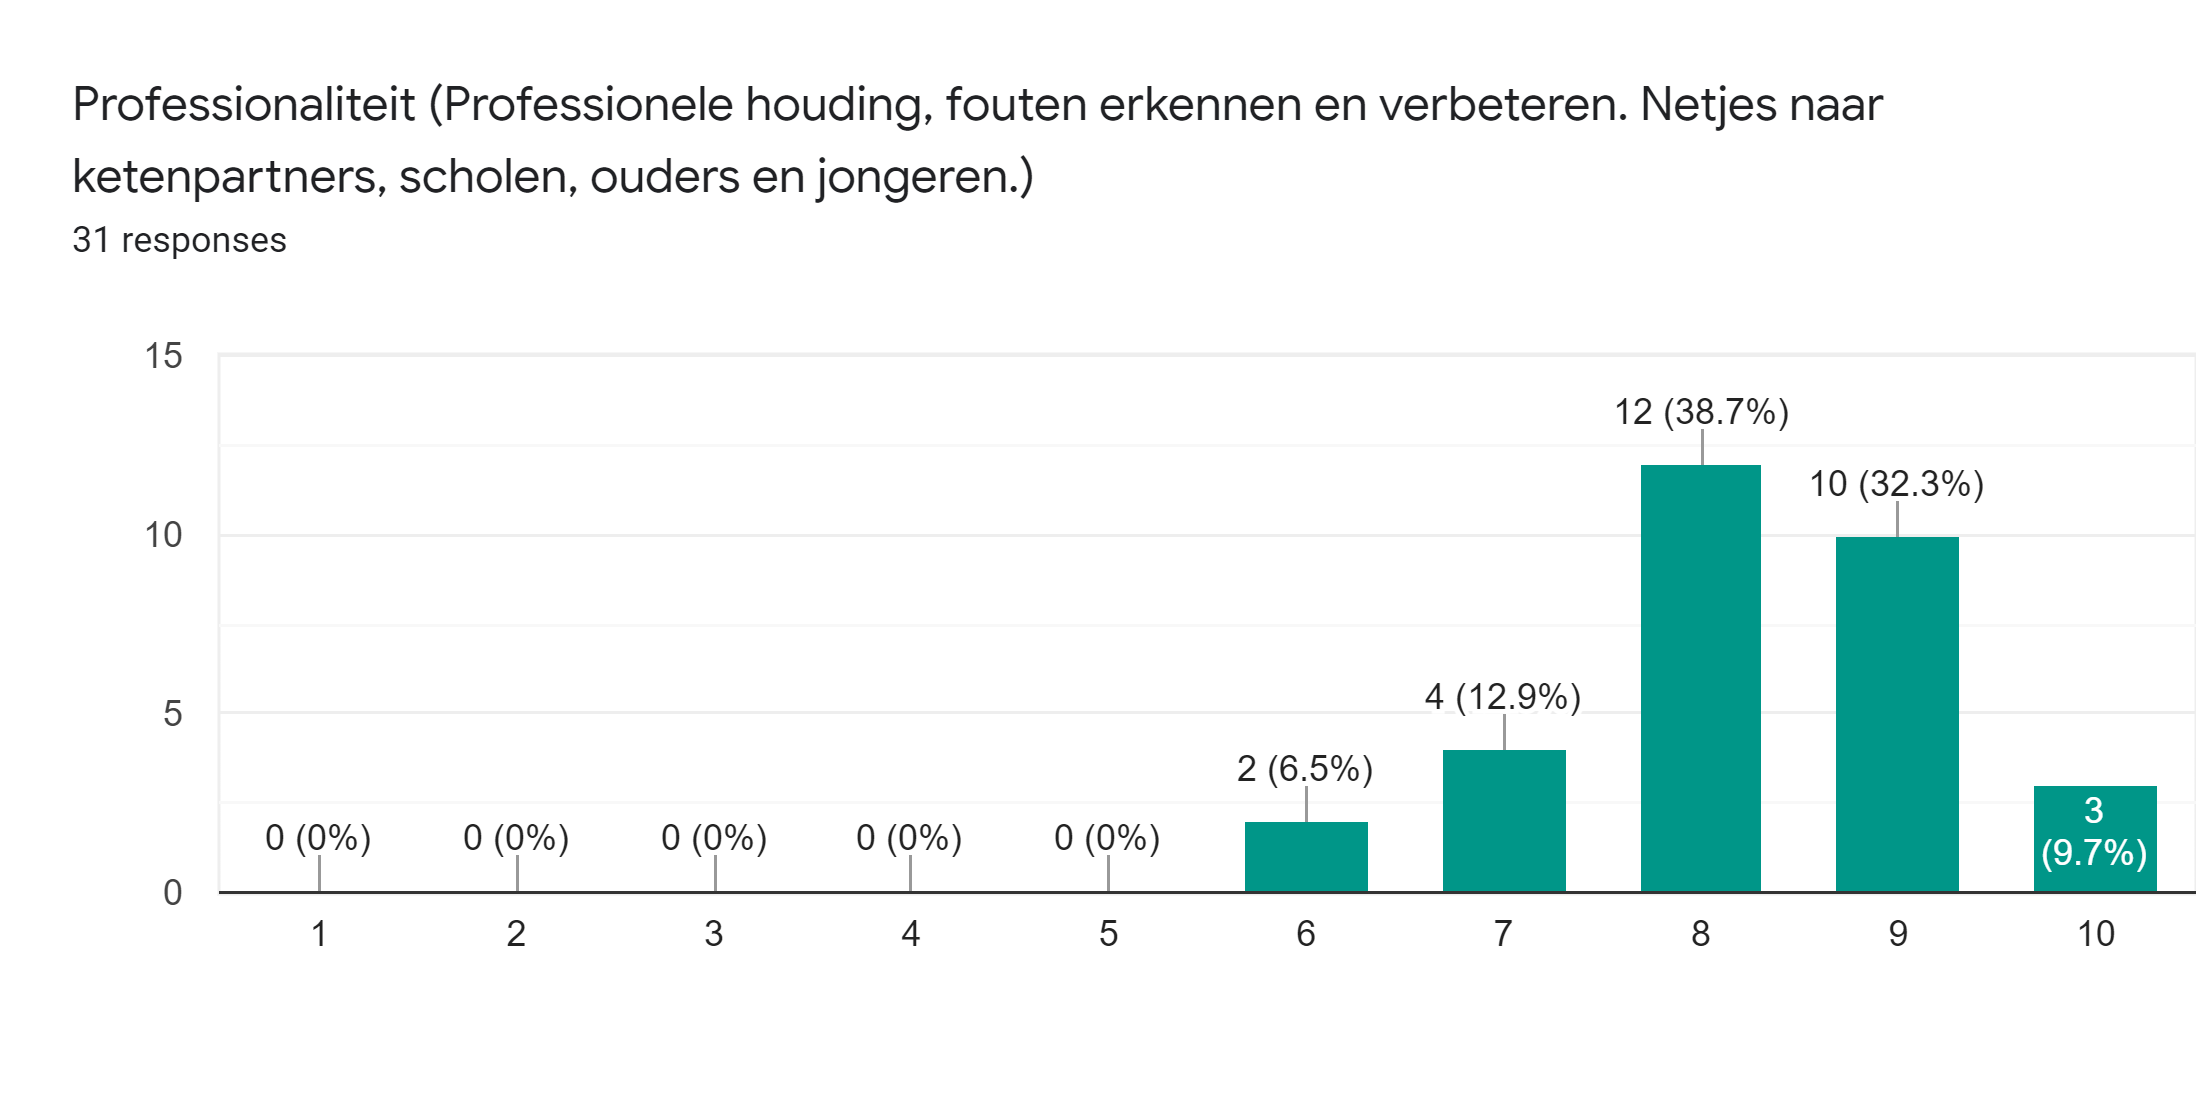 Professionaliteit (Professionele houding, fouten erkennen en verbeteren. Netjes naar
ketenpartners, scholen, ouders en jongeren.)
31 responses
15
12 (38.7%)
10 (32.3%)
10
4 (12.9%)
5
2 (6.5%)
3
(9.7%)
0 (0%) 0 (0%) 0 (0%) 0 (0%) 0 (0%)
0
1 2 3 4 5 6 7 8 9 10